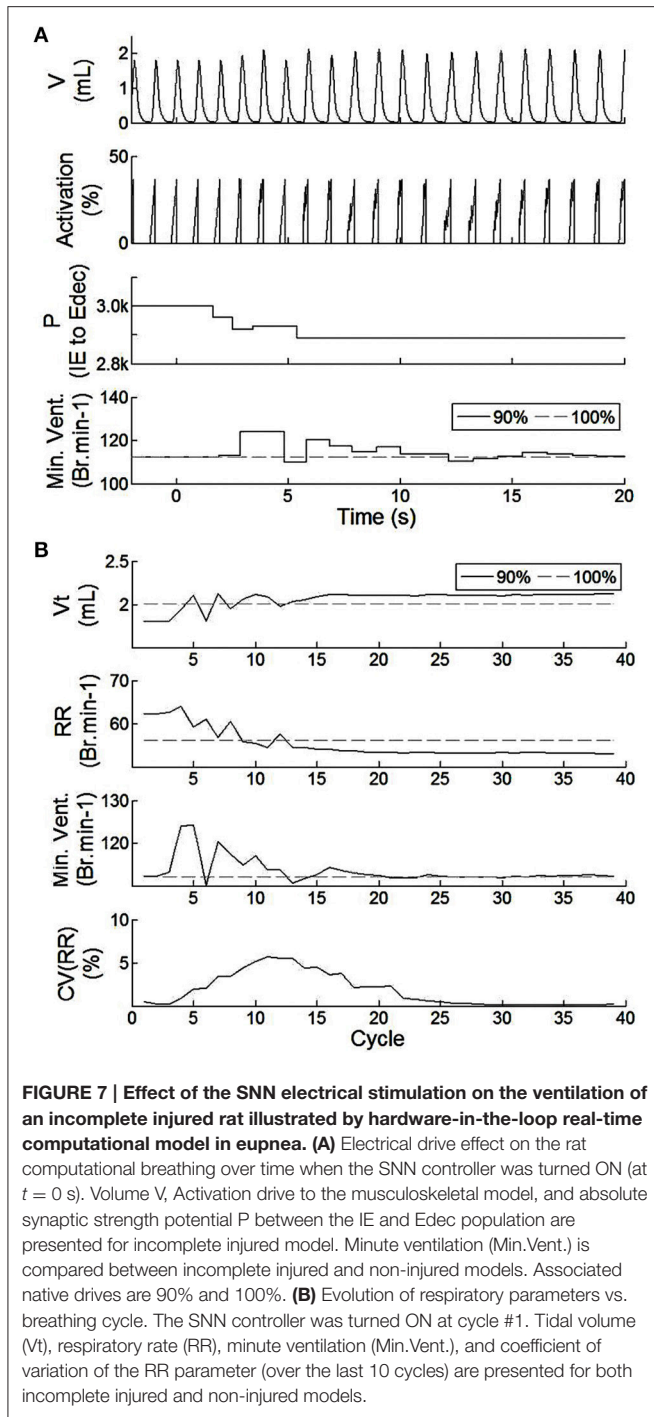 A
V
(mL)
2
1
0
Activation
(%)
50
0
P
(IE to Edec)
3.0k
2.8k
Min. Vent.
(Br.min-1)
140
120
100
90%
100%
0
5
10
15
20
Time (s)
B
Vt
(mL)
2.5
2
90%
100%
5
10
15
20
25
30
35
40
RR
(Br.min-1)
70
60
5
10
15
20
25
30
35
40
Min. Vent.
(Br.min-1)
130
120
5
10
15
20
25
30
35
40
CV(RR)
(%)
10
5
0
0
5
10
15
20
25
30
35
40
Cycle
FIGURE 7 | Effect of the SNN electrical stimulation on the ventilation of
an incomplete injured rat illustrated by hardware-in-the-loop real-time
computational model in eupnea. (A) Electrical drive effect on the rat
computational breathing over time when the SNN controller was turned ON (at
t = 0 s). Volume V, Activation drive to the musculoskeletal model, and absolute
synaptic strength potential P between the IE and Edec population are
presented for incomplete injured model. Minute ventilation (Min.Vent.) is
compared between incomplete injured and non-injured models. Associated
native drives are 90% and 100%. (B) Evolution of respiratory parameters vs.
breathing cycle. The SNN controller was turned ON at cycle #1. Tidal volume
(Vt), respiratory rate (RR), minute ventilation (Min.Vent.), and coefficient of
variation of the RR parameter (over the last 10 cycles) are presented for both
incomplete injured and non-injured models.